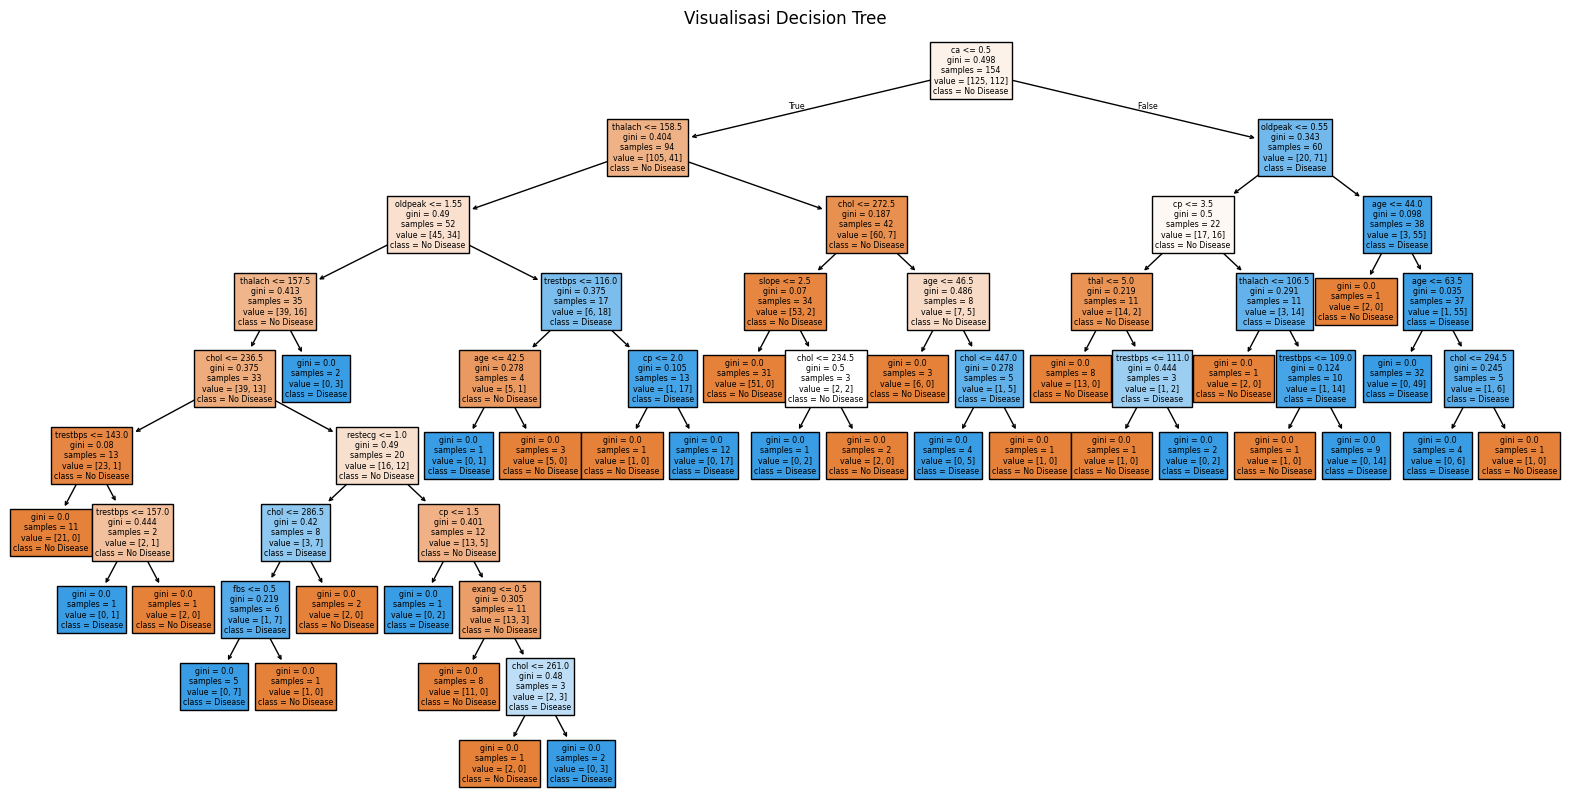 Visualisasi Decision Tree
ca <= 0.5
gini = 0.498
samples = 154
value = [125, 112]
class = No Disease
True
False
thalach <= 158.5
gini = 0.404
samples = 94
value = [105, 41]
class = No Disease
oldpeak <= 0.55
gini = 0.343
samples = 60
value = [20, 71]
class = Disease
oldpeak <= 1.55
gini = 0.49
samples = 52
value = [45, 34]
class = No Disease
chol <= 272.5
gini = 0.187
samples = 42
value = [60, 7]
class = No Disease
cp <= 3.5
gini = 0.5
samples = 22
value = [17, 16]
class = No Disease
age <= 44.0
gini = 0.098
samples = 38
value = [3, 55]
class = Disease
thalach <= 157.5
gini = 0.413
samples = 35
value = [39, 16]
class = No Disease
trestbps <= 116.0
gini = 0.375
samples = 17
value = [6, 18]
class = Disease
slope <= 2.5
gini = 0.07
samples = 34
value = [53, 2]
class = No Disease
age <= 46.5
gini = 0.486
samples = 8
value = [7, 5]
class = No Disease
thal <= 5.0
gini = 0.219
samples = 11
value = [14, 2]
class = No Disease
thalach <= 106.5
gini = 0.291
samples = 11
value = [3, 14]
class = Disease
gini = 0.0
samples = 1
value = [2, 0]
class = No Disease
age <= 63.5
gini = 0.035
samples = 37
value = [1, 55]
class = Disease
chol <= 236.5
gini = 0.375
samples = 33
value = [39, 13]
class = No Disease
gini = 0.0
samples = 2
value = [0, 3]
class = Disease
age <= 42.5
gini = 0.278
samples = 4
value = [5, 1]
class = No Disease
cp <= 2.0
gini = 0.105
samples = 13
value = [1, 17]
class = Disease
gini = 0.0
samples = 31
value = [51, 0]
class = No Disease
chol <= 234.5
gini = 0.5
samples = 3
value = [2, 2]
class = No Disease
gini = 0.0
samples = 3
value = [6, 0]
class = No Disease
chol <= 447.0
gini = 0.278
samples = 5
value = [1, 5]
class = Disease
gini = 0.0
samples = 8
value = [13, 0]
class = No Disease
trestbps <= 111.0
gini = 0.444
samples = 3
value = [1, 2]
class = Disease
gini = 0.0
samples = 1
value = [2, 0]
class = No Disease
trestbps <= 109.0
gini = 0.124
samples = 10
value = [1, 14]
class = Disease
gini = 0.0
samples = 32
value = [0, 49]
class = Disease
chol <= 294.5
gini = 0.245
samples = 5
value = [1, 6]
class = Disease
trestbps <= 143.0
gini = 0.08
samples = 13
value = [23, 1]
class = No Disease
restecg <= 1.0
gini = 0.49
samples = 20
value = [16, 12]
class = No Disease
gini = 0.0
samples = 1
value = [0, 1]
class = Disease
gini = 0.0
samples = 3
value = [5, 0]
class = No Disease
gini = 0.0
samples = 1
value = [1, 0]
class = No Disease
gini = 0.0
samples = 12
value = [0, 17]
class = Disease
gini = 0.0
samples = 1
value = [0, 2]
class = Disease
gini = 0.0
samples = 2
value = [2, 0]
class = No Disease
gini = 0.0
samples = 4
value = [0, 5]
class = Disease
gini = 0.0
samples = 1
value = [1, 0]
class = No Disease
gini = 0.0
samples = 1
value = [1, 0]
class = No Disease
gini = 0.0
samples = 2
value = [0, 2]
class = Disease
gini = 0.0
samples = 1
value = [1, 0]
class = No Disease
gini = 0.0
samples = 9
value = [0, 14]
class = Disease
gini = 0.0
samples = 4
value = [0, 6]
class = Disease
gini = 0.0
samples = 1
value = [1, 0]
class = No Disease
gini = 0.0
samples = 11
value = [21, 0]
class = No Disease
trestbps <= 157.0
gini = 0.444
samples = 2
value = [2, 1]
class = No Disease
chol <= 286.5
gini = 0.42
samples = 8
value = [3, 7]
class = Disease
cp <= 1.5
gini = 0.401
samples = 12
value = [13, 5]
class = No Disease
gini = 0.0
samples = 1
value = [0, 1]
class = Disease
gini = 0.0
samples = 1
value = [2, 0]
class = No Disease
fbs <= 0.5
gini = 0.219
samples = 6
value = [1, 7]
class = Disease
gini = 0.0
samples = 2
value = [2, 0]
class = No Disease
gini = 0.0
samples = 1
value = [0, 2]
class = Disease
exang <= 0.5
gini = 0.305
samples = 11
value = [13, 3]
class = No Disease
gini = 0.0
samples = 5
value = [0, 7]
class = Disease
gini = 0.0
samples = 1
value = [1, 0]
class = No Disease
gini = 0.0
samples = 8
value = [11, 0]
class = No Disease
chol <= 261.0
gini = 0.48
samples = 3
value = [2, 3]
class = Disease
gini = 0.0
samples = 1
value = [2, 0]
class = No Disease
gini = 0.0
samples = 2
value = [0, 3]
class = Disease